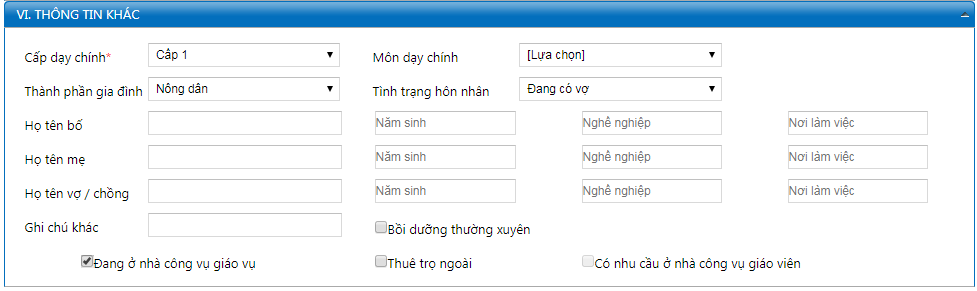 VI. THÔNG TIN KHÁC
Cấp dạy chính* Cấp 1 Môn dạy chính [Lựa chọn]
Thành phần gia đình Nông dân Tình trạng hôn nhân Đang có vợ
Họ tên bố Năm sinh Nghề nghiệp Nơi làm việc
Họ tên mẹ Năm sinh Nghề nghiệp Nơi làm việc
Họ tên vợ / chồng Năm sinh Nghề nghiệp Nơi làm việc
Ghi chú khác Bồi dưỡng thường xuyên
Đang ở nhà công vụ giáo vụ Thuê trọ ngoài Có nhu cầu ở nhà công vụ giáo viên